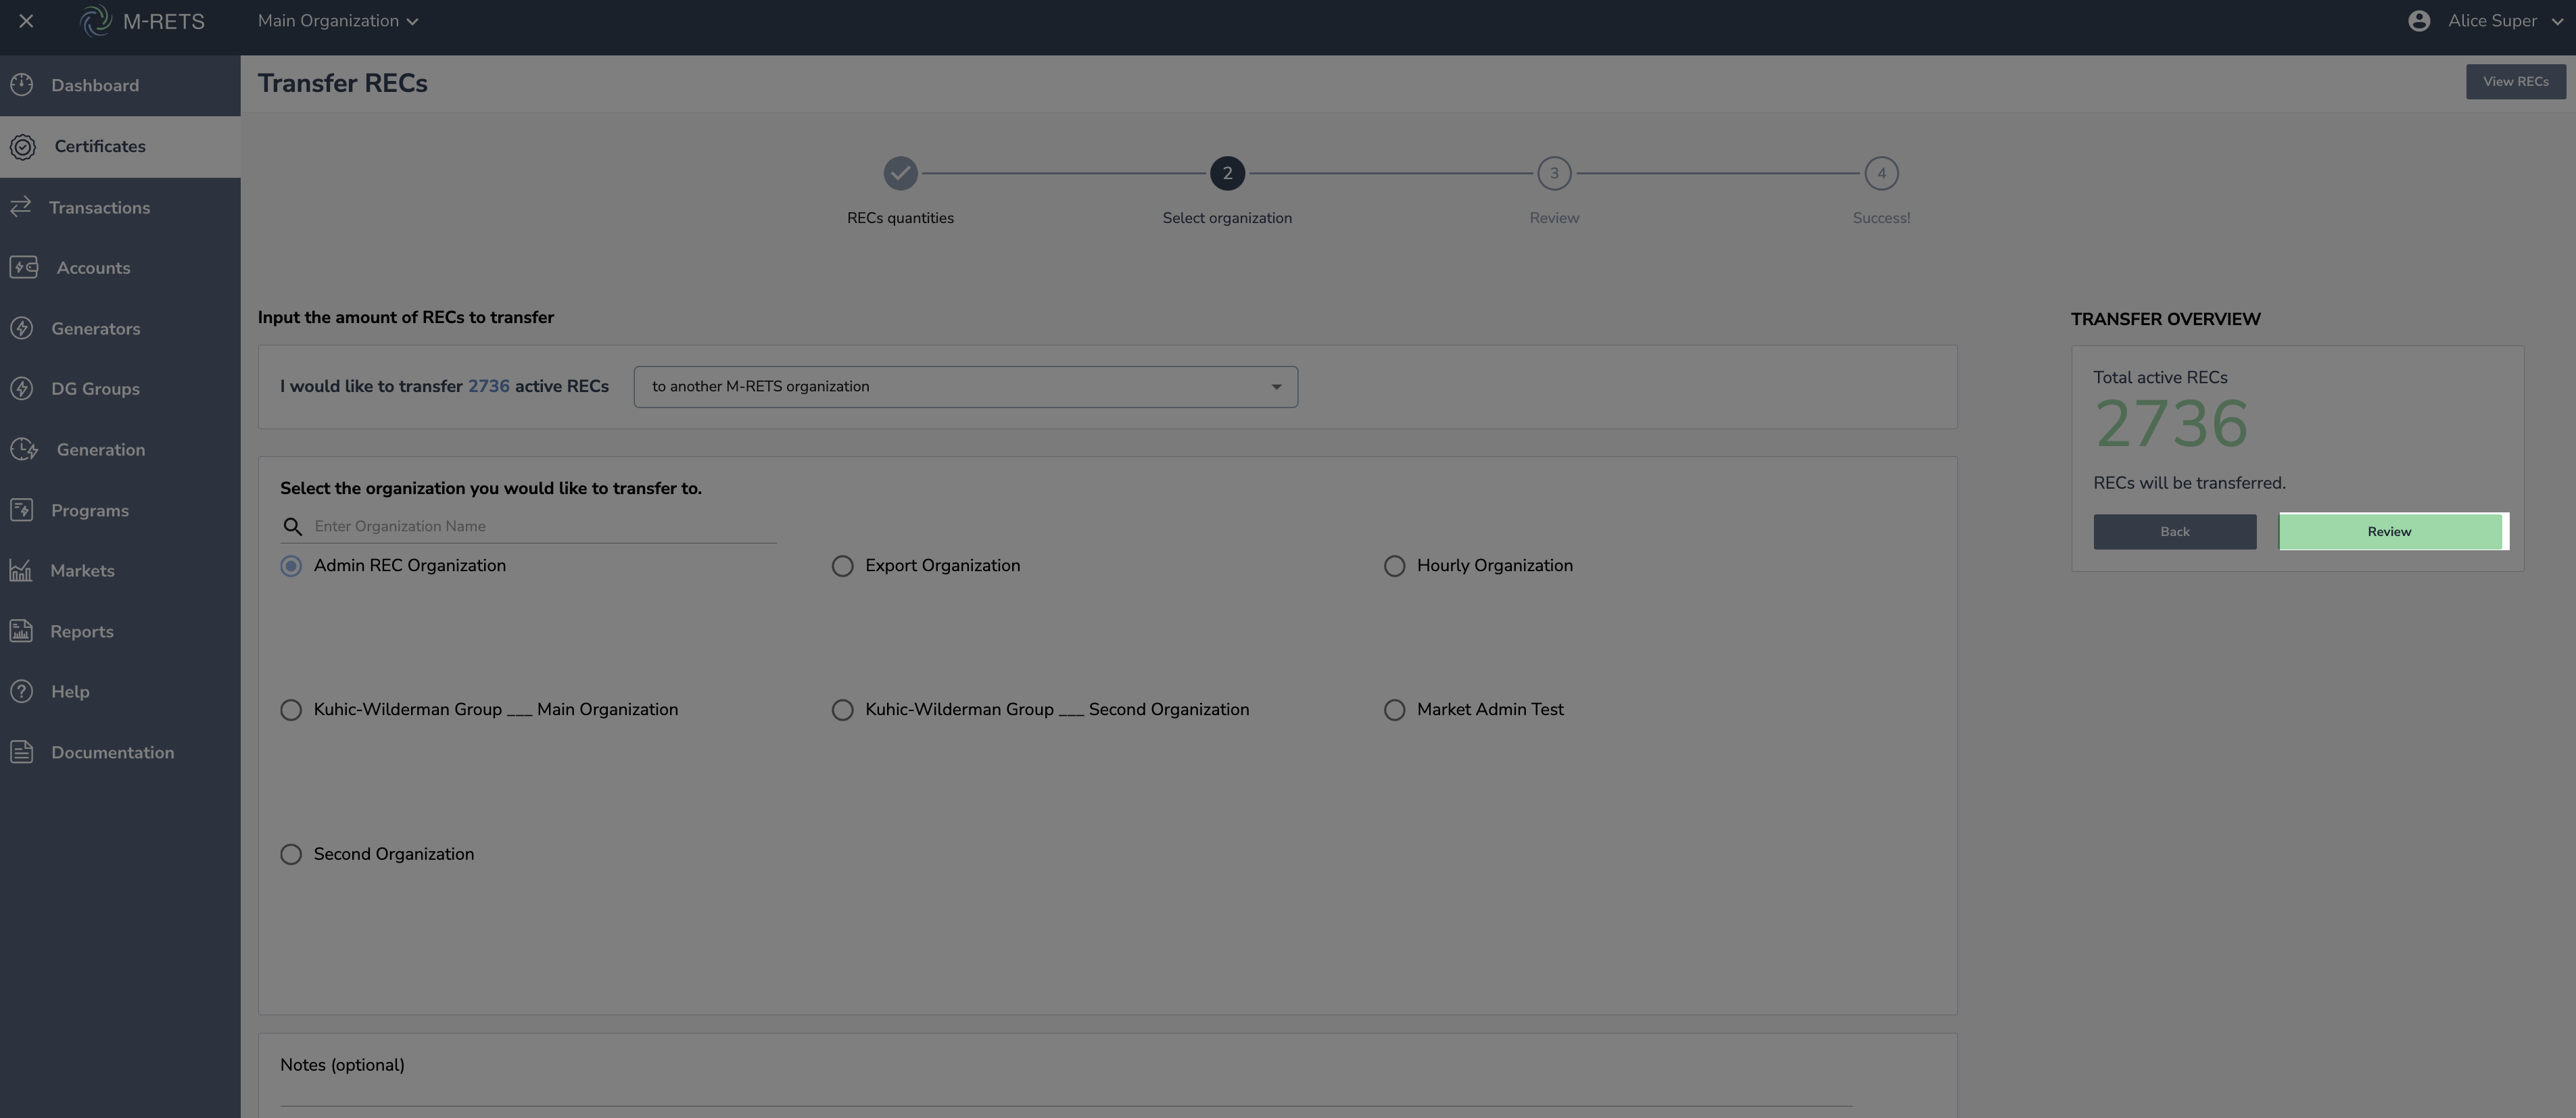 M-RETS
Main Organization
Alice Super
Dashboard
Certificates
Transactions
Accounts
Generators
DG Groups
Generation
Programs
Markets
Reports
Help
Documentation
Transfer RECs
View RECs
2
3
4
RECs quantities
Select organization
Review
Success!
Input the amount of RECs to transfer
I would like to transfer 2736 active RECs
to another M-RETS organization
Select the organization you would like to transfer to.
Enter Organization Name
Admin REC Organization
Export Organization
Hourly Organization
Kuhic-Wilderman Group ___ Main Organization
Kuhic-Wilderman Group ___ Second Organization
Market Admin Test
Second Organization
Notes (optional)
TRANSFER OVERVIEW
Total active RECs
2736
RECs will be transferred.
Back
Review